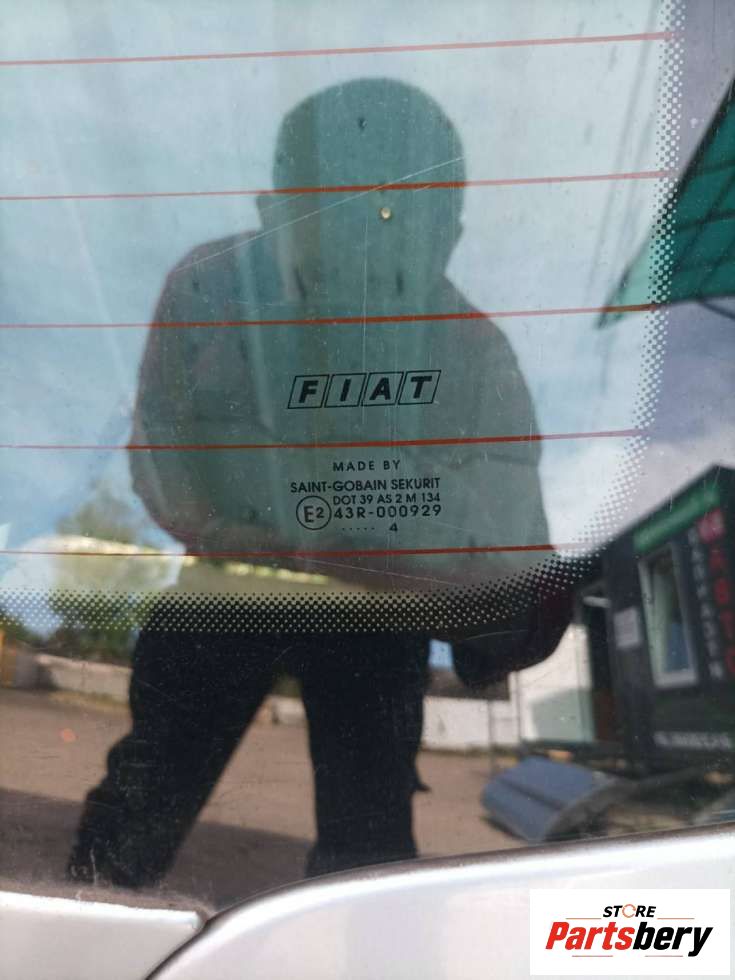 FIAT
MADE BY
SAINT-GOBAIN SEKURIT
DOT 39 AS 2 M 134
E2 43R-000929
..... 4
STORE
Partsbery